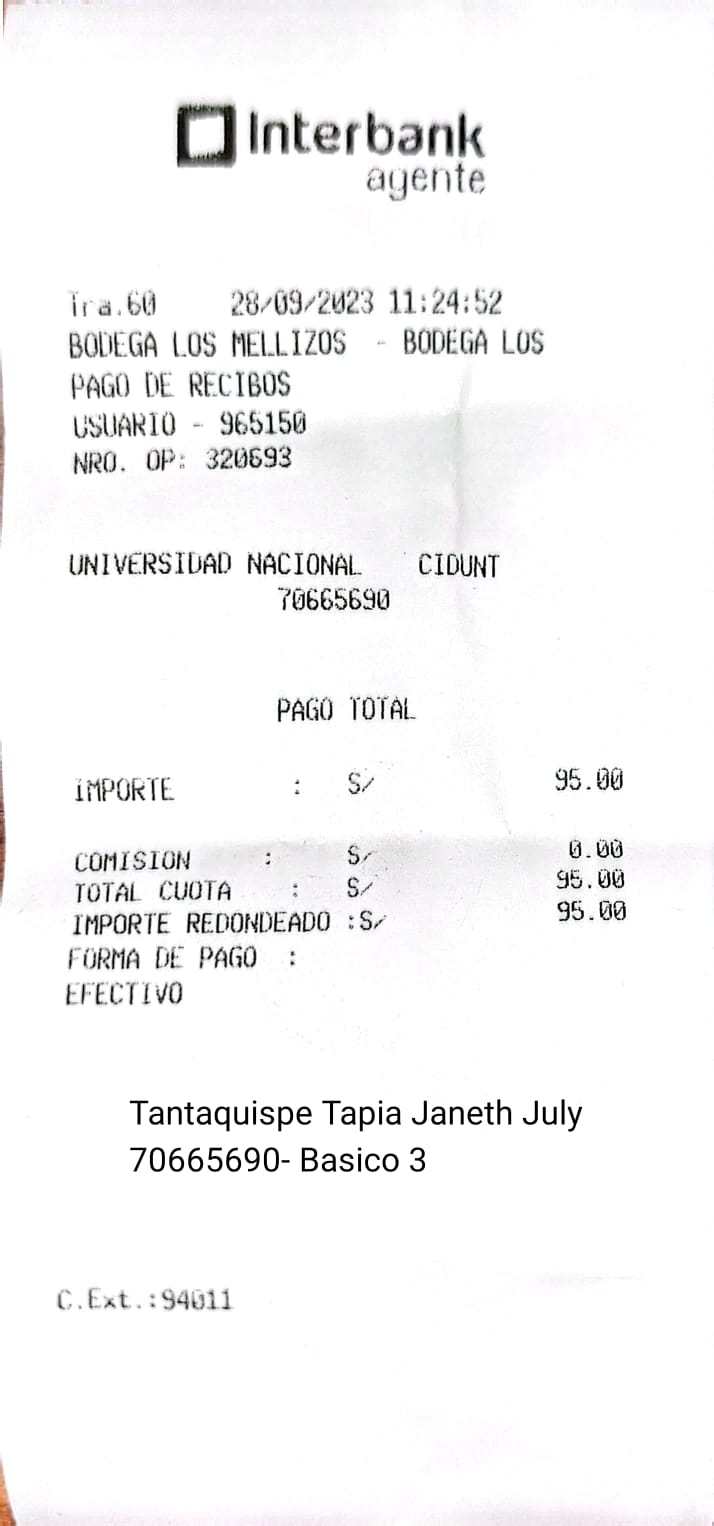 Interbank
agente
Tra.60 28/09/2023 11:24:52
BODEGA LOS MELLIZOS - BODEGA LOS
PAGO DE RECIBOS
USUARIO - 965150
NRO. OP: 320693
UNIVERSIDAD NACIONAL CIDUNT
70665690
PAGO TOTAL
IMPORTE : S/ 95.00
COMISION : S/ 0.00
TOTAL CUOTA : S/ 95.00
IMPORTE REDONDEADO :S/ 95.00
FORMA DE PAGO :
EFECTIVO
Tantaquispe Tapia Janeth July
70665690- Basico 3
C.Ext.:94011